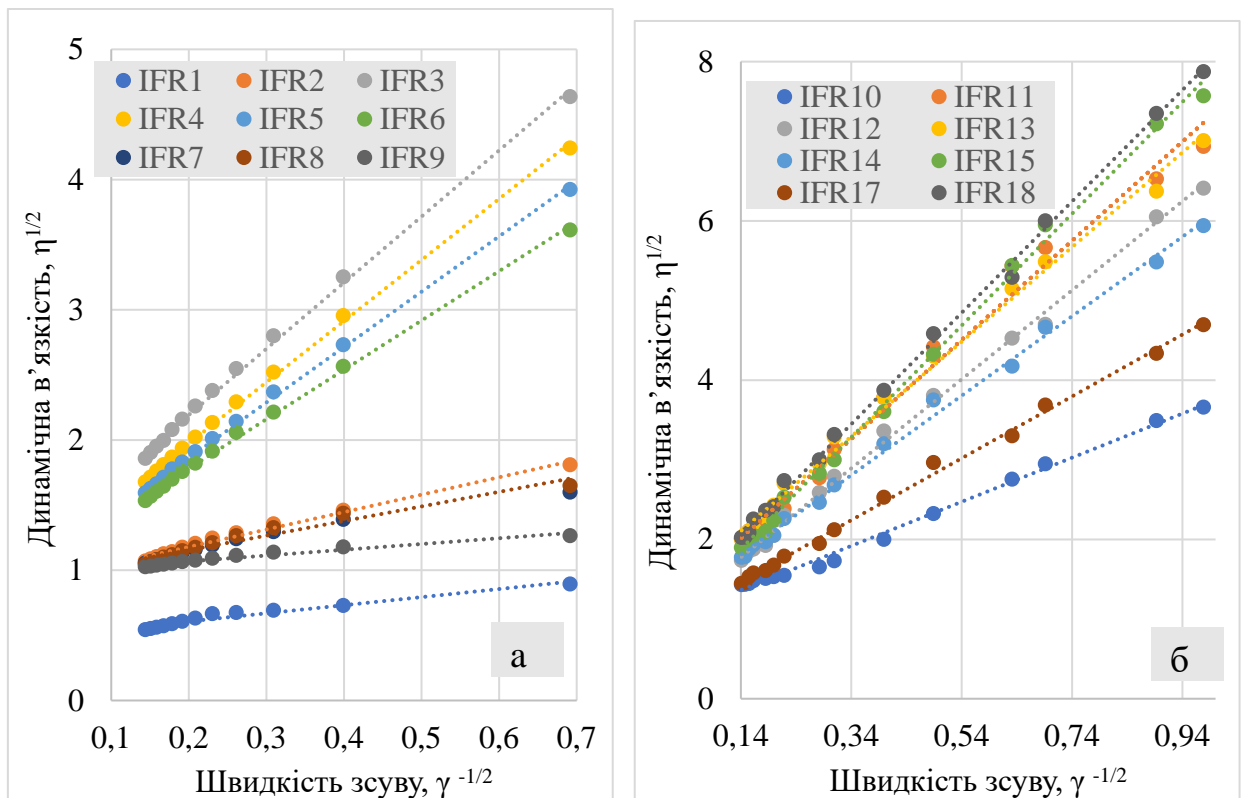 5
4
3
2
1
0
Динамічна в’язкість, η1/2
IFR1 IFR2 IFR3
IFR4 IFR5 IFR6
IFR7 IFR8 IFR9
а
0,1 0,2 0,3 0,4 0,5 0,6 0,7
Швидкість зсуву, γ -1/2
8
6
4
2
0
Динамічна в’язкість, η1/2
IFR10 IFR11
IFR12 IFR13
IFR14 IFR15
IFR17 IFR18
б
0,14 0,34 0,54 0,74 0,94
Швидкість зсуву, γ -1/2